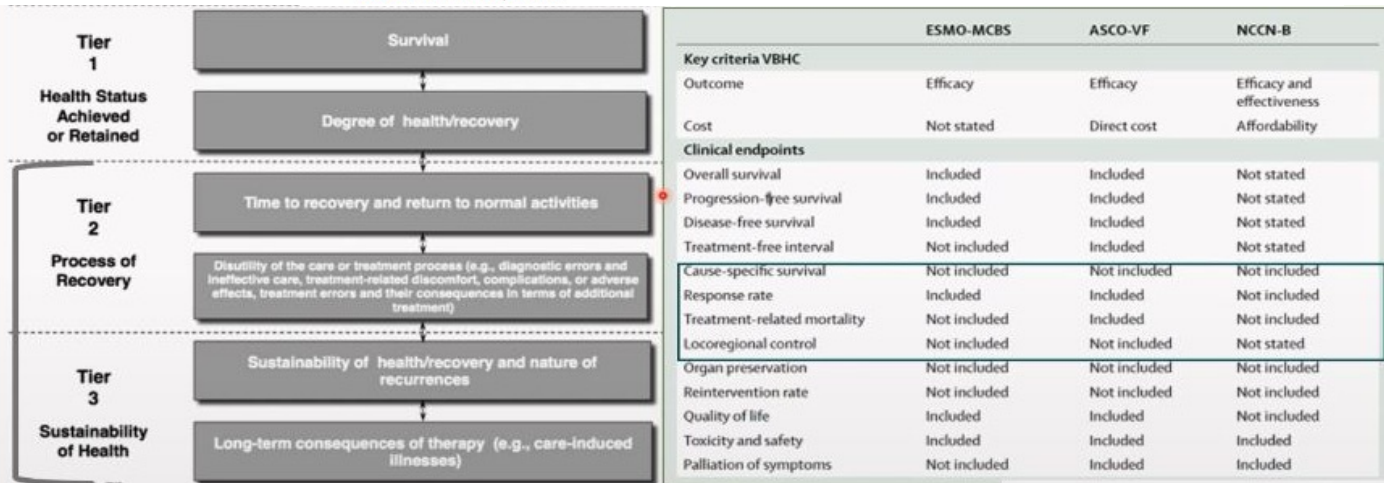 Tier
1
Health Status
Achieved
or Retained
Survival
Degree of health/recovery
Tier
2
Process of
Recovery
Time to recovery and return to normal activities
Disutility of the care or treatment process (e.g., diagnostic errors and
ineffective care, treatment-related discomfort, complications, or adverse
effects, treatment errors and their consequences in terms of additional
treatment)
Tier
3
Sustainability
of Health
Sustainability of health/recovery and nature of
recurrences
Long-term consequences of therapy (e.g., care-induced
illnesses)
ESMO-MCBS ASCO-VF NCCN-B
Key criteria VBHC
Outcome Efficacy Efficacy Efficacy and
effectiveness
Cost Not stated Direct cost Affordability
Clinical endpoints
Overall survival Included Included Not stated
Progression-free survival Included Included Not stated
Disease-free survival Included Included Not stated
Treatment-free interval Not included Included Not stated
Cause-specific survival Not included Not included Not included
Response rate Included Included Not included
Treatment-related mortality Not included Included Not included
Locoregional control Not included Not included Not stated
Organ preservation Not included Not included Not included
Reintervention rate Not included Not included Not included
Quality of life Included Included Not included
Toxicity and safety Included Included Included
Palliation of symptoms Not included Included Included